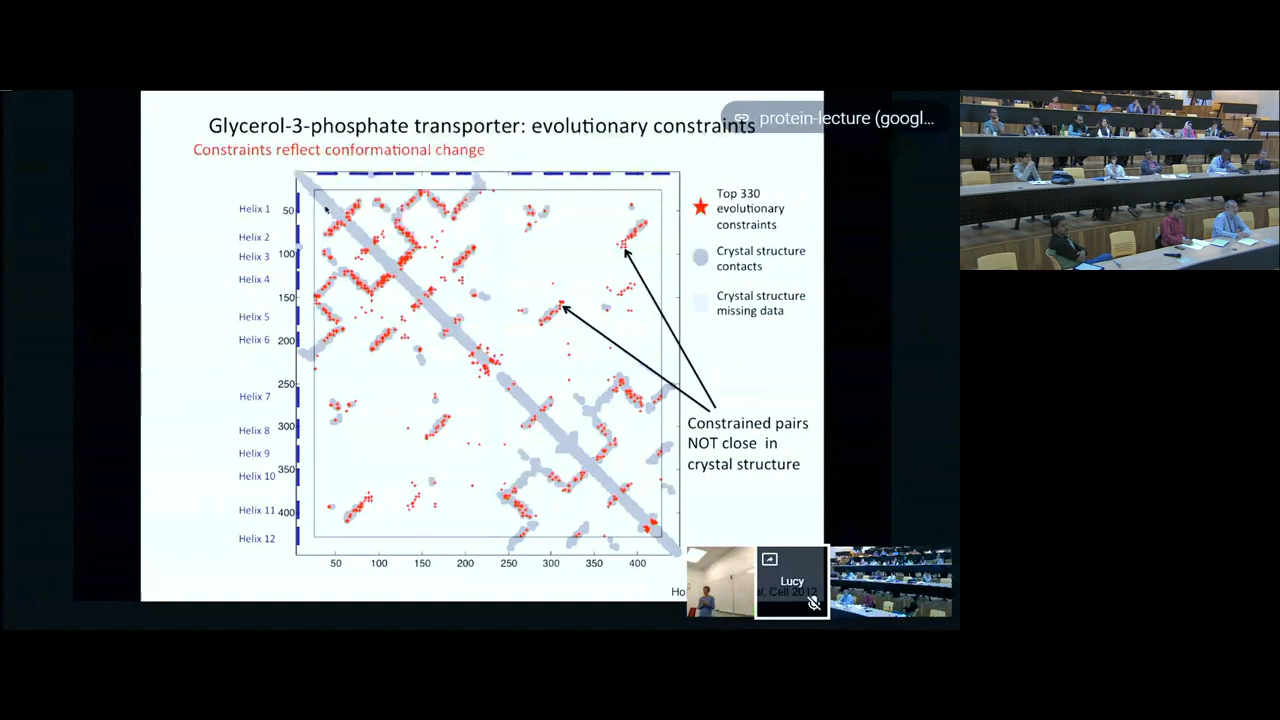 Glycerol-3-phosphate transporter: evolutionary constraints
protein-lecture (googl...
Constraints reflect conformational change
Helix 1
Helix 2
Helix 3
Helix 4
Helix 5
Helix 6
Helix 7
Helix 8
Helix 9
Helix 10
Helix 11
Helix 12
50
100
150
200
250
300
350
400
50
100
150
200
250
300
350
400
Top 330
evolutionary
constraints
Crystal structure
contacts
Crystal structure
missing data
Constrained pairs
NOT close in
crystal structure
Lucy
Cell 2012